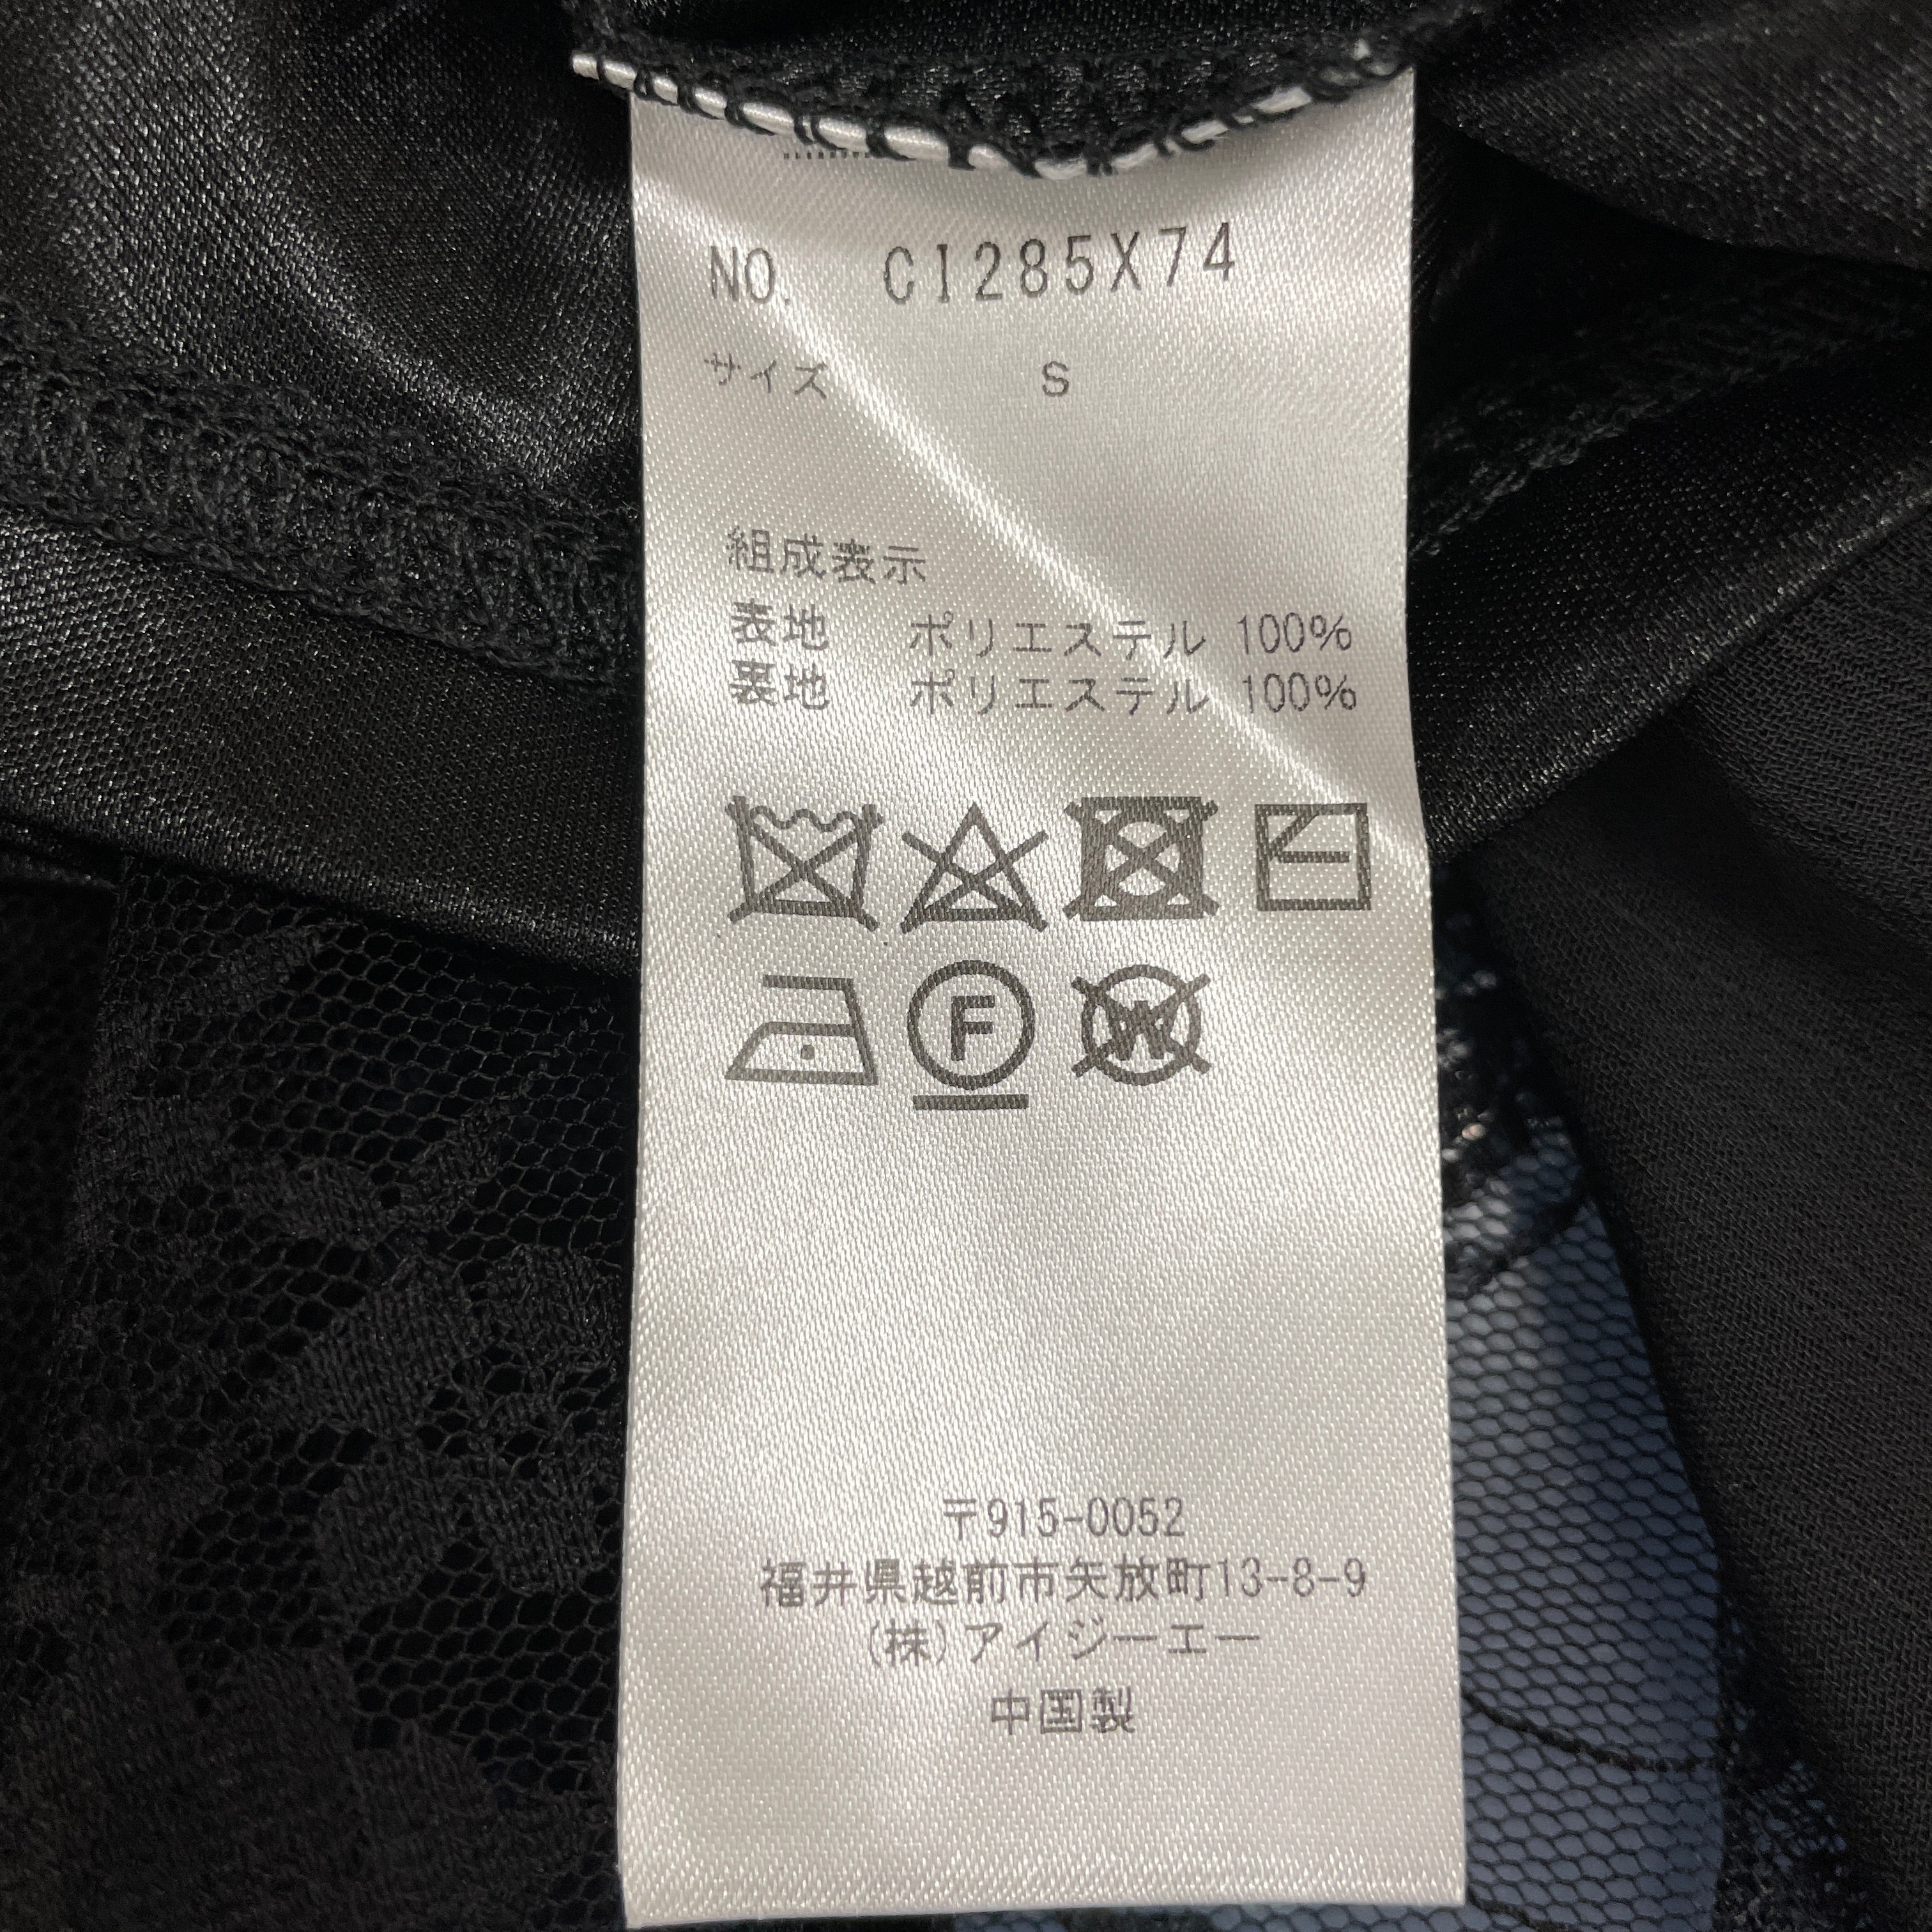 NO. CI285X74
サイズ S
組成表示
表地 ポリエステル 100%
裏地 ポリエステル 100%
F
W
〒915-0052
福井県越前市矢放町13-8-9
(株)アイジーエー
中国製